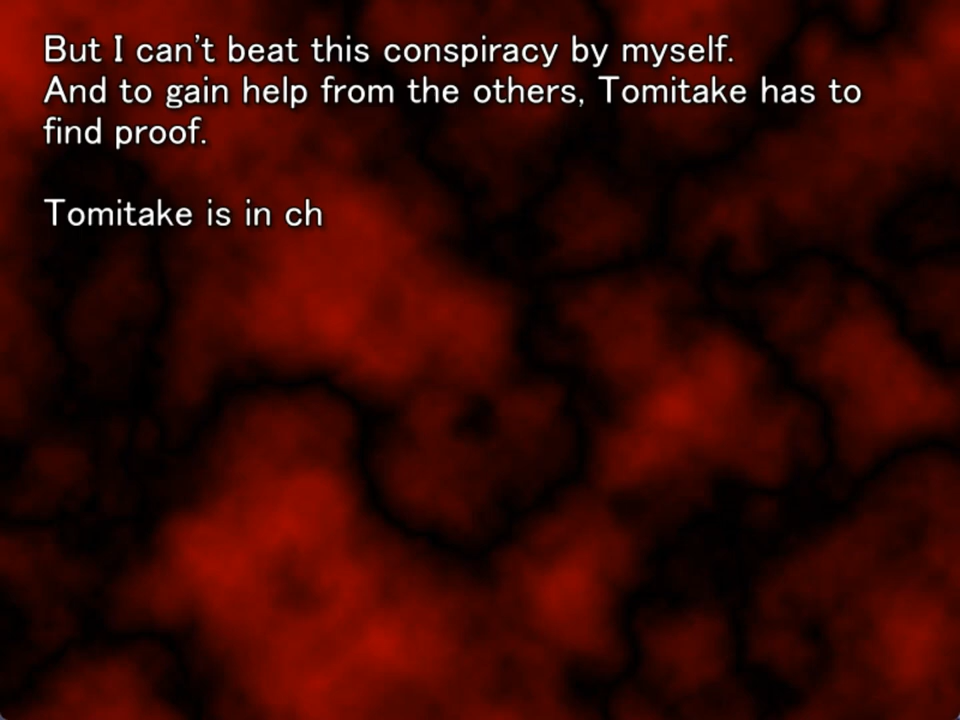 But I can't beat this conspiracy by myself.
And to gain help from the others, Tomitake has to
find proof.
Tomitake is in ch